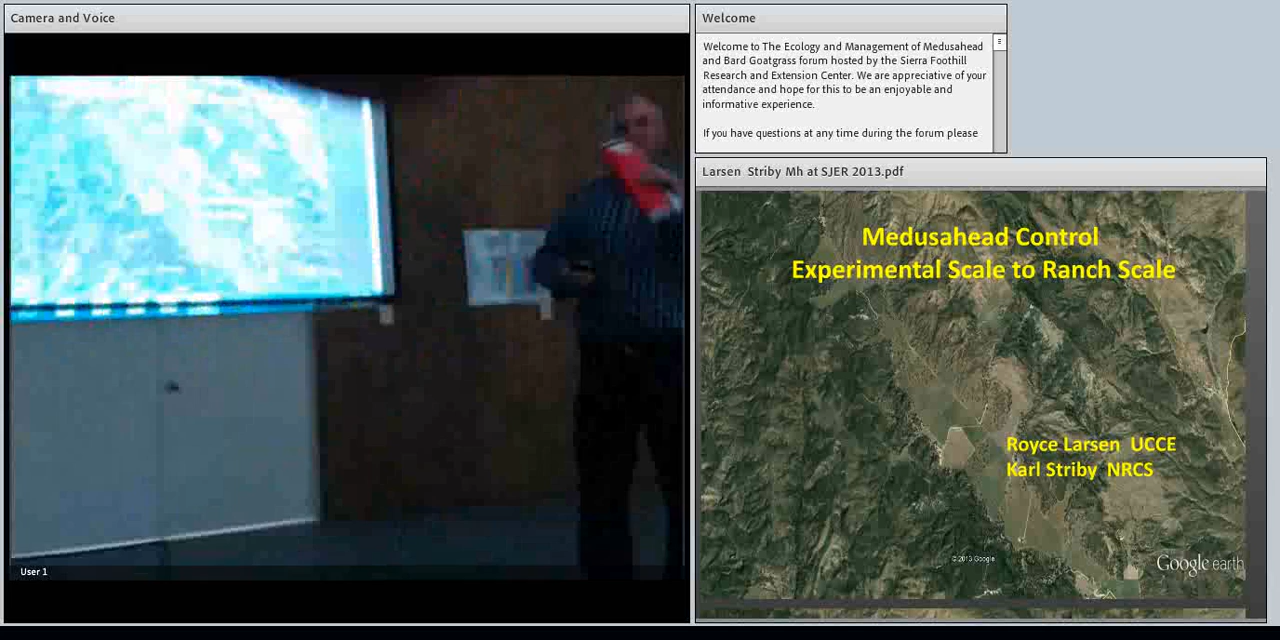 Camera and Voice
User 1
Welcome
Welcome to The Ecology and Management of Medusahead
and Bard Goatgrass forum hosted by the Sierra Foothill
Research and Extension Center. We are appreciative of your
attendance and hope for this to be an enjoyable and
informative experience.
If you have questions at any time during the forum please
Larsen Striby Mh at SJER 2013.pdf
Medusahead Control
Experimental Scale to Ranch Scale
Royce Larsen UCCE
Karl Striby NRCS
© 2013 Google
Google earth